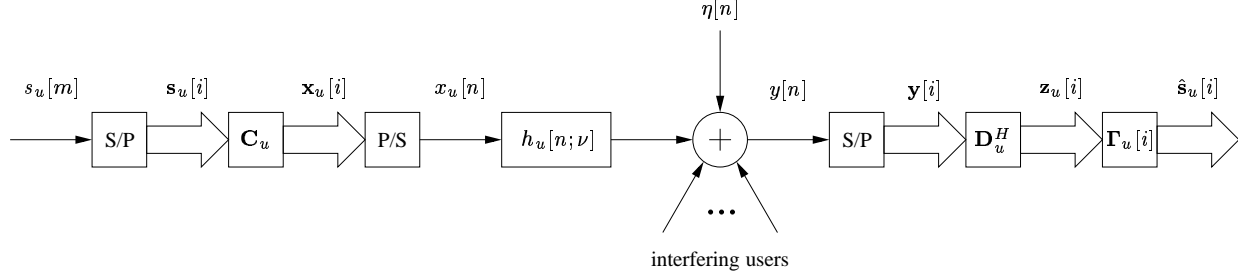 η[n]
s_u[m] 𝐬_u[i] 𝐱_u[i] x_u[n] y[n] 𝐲[i] 𝐳_u[i] ŝ_u[i]
S/P 𝐂_u P/S h_u[n;ν] + S/P 𝐃_u^H 𝚪_u[i]
...
interfering users